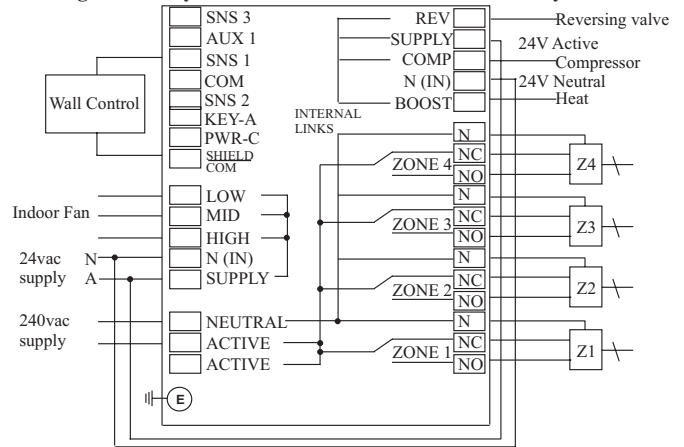 SNS 3
AUX 1
SNS 1
COM
SNS 2
KEY-A
PWR-C
SHIELD
COM
Wall Control
LOW
MID
HIGH
N (IN)
SUPPLY
Indoor Fan
24vac N
supply A
240vac
supply
NEUTRAL
ACTIVE
ACTIVE
E
INTERNAL
LINKS
REV
SUPPLY
COMP
N (IN)
BOOST
Reversing valve
24V Active
Compressor
24V Neutral
Heat
N
NC
ZONE 4
NO
Z4
N
NC
ZONE 3
NO
Z3
N
NC
ZONE 2
NO
Z2
N
NC
ZONE 1
NO
Z1